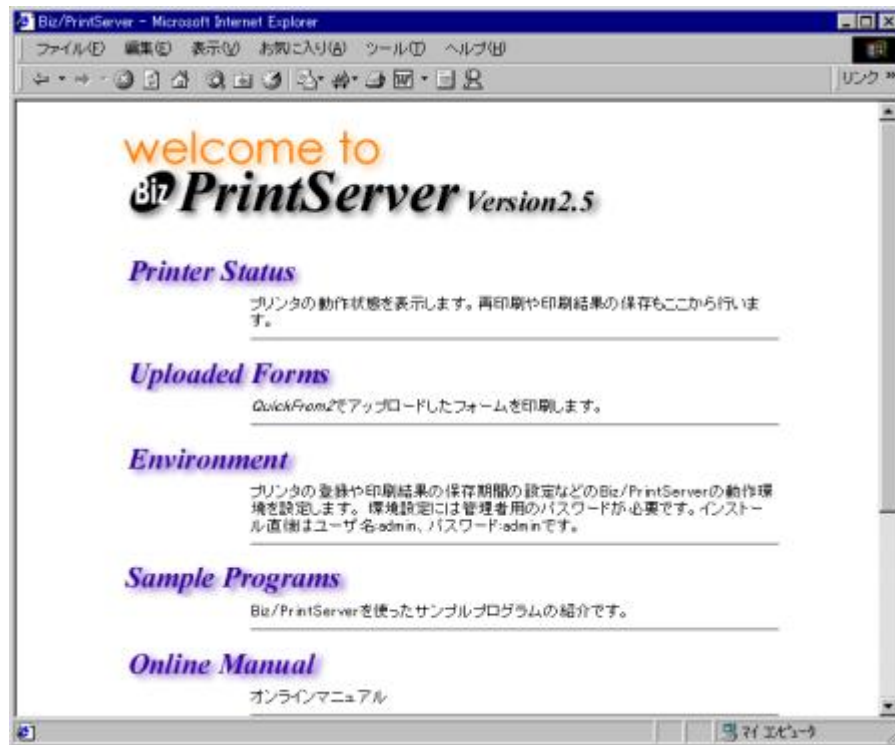 Biz/PrintServer - Microsoft Internet Explorer
ファイル(F) 編集(E) 表示(V) お気に入り(A) ツール(T) ヘルプ(H)
リンク »
welcome to
Biz PrintServer Version2.5
Printer Status
プリンタの動作状態を表示します。再印刷や印刷結果の保存もここから行いま
す。
Uploaded Forms
QuickFrom2でアップロードしたフォームを印刷します。
Environment
プリンタの登録や印刷結果の保存期間の設定などのBiz/PrintServerの動作環
境を設定します。 環境設定には管理者用のパスワードが必要です。インストー
ル直後はユーザ名:admin、パスワード:adminです。
Sample Programs
Biz/PrintServerを使ったサンプルプログラムの紹介です。
Online Manual
オンラインマニュアル
マイ コンピュータ